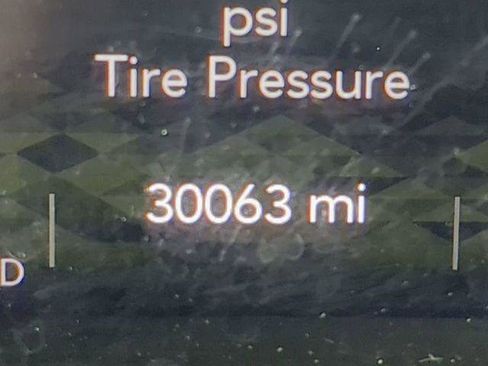 psi
Tire Pressure
30063 mi
D